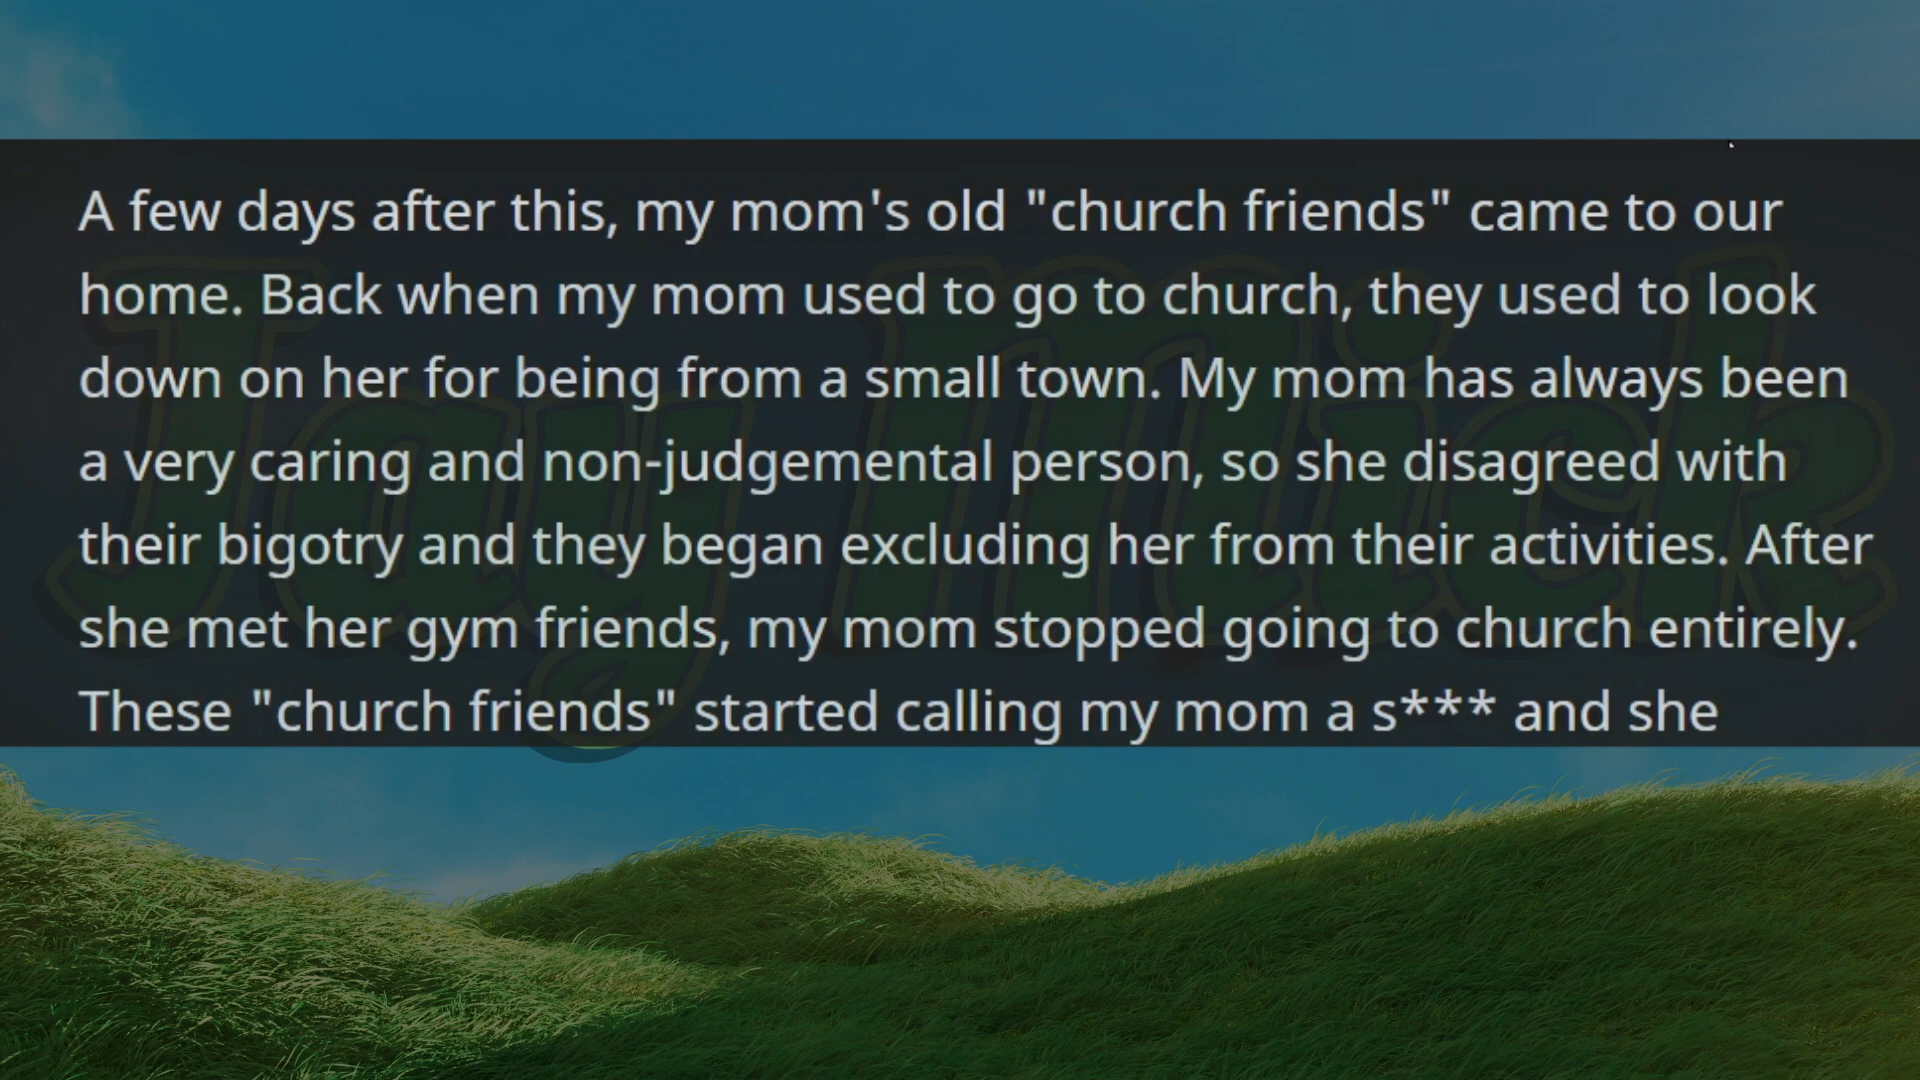 A few days after this, my mom's old "church friends" came to our
home. Back when my mom used to go to church, they used to look
down on her for being from a small town. My mom has always been
a very caring and non-judgemental person, so she disagreed with
their bigotry and they began excluding her from their activities. After
she met her gym friends, my mom stopped going to church entirely.
These "church friends" started calling my mom a s*** and she
Jay Mick